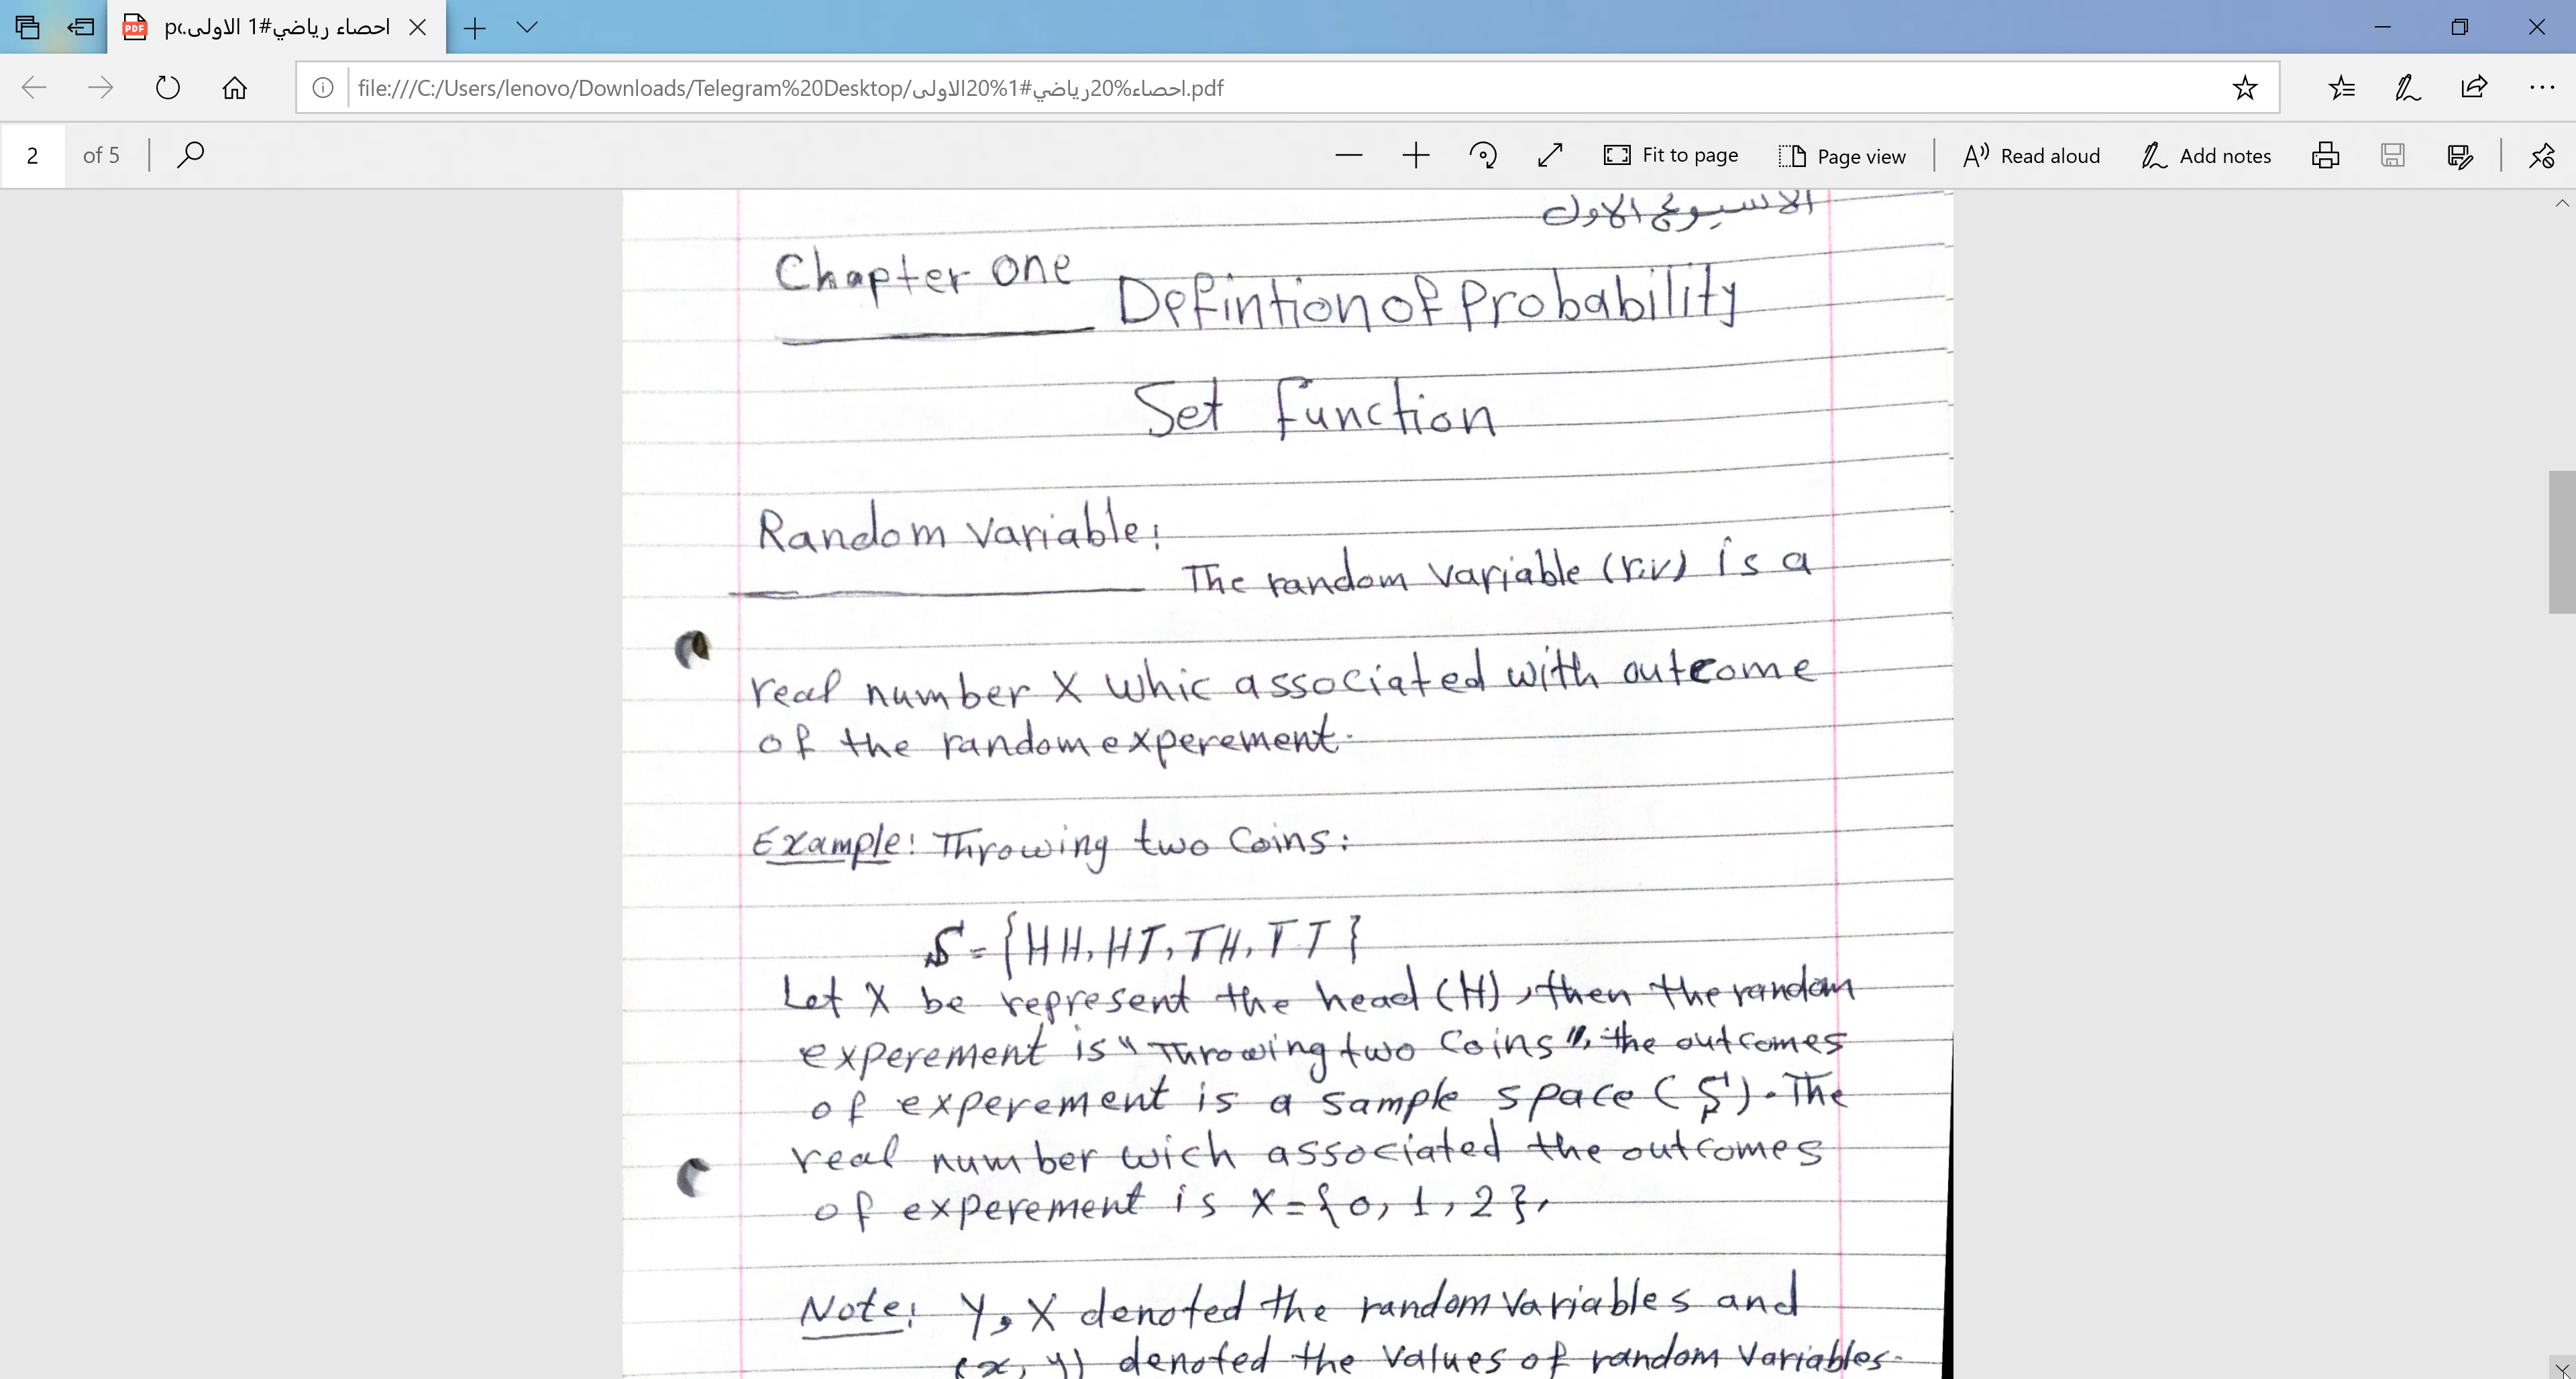 احصاء رياضي#1 الاولى.pc
file:///C:/Users/lenovo/Downloads/Telegram%20Desktop/احصاء%20رياضي#1%20الاولى.pdf
2 of 5
Fit to page
Page view
Read aloud
Add notes
الاسبوع الاول
Chapter one
Defintion of Probability
Set function
Random variable:
The random variable (r.v) is a
real number X whic associated with outcome
of the random experement.
Example: Throwing two Coins:
S={HH, HT, TH, TT}
Let X be represent the head (H), then the random
experement is "Throwing two Coins", the outcomes
of experement is a sample space (S). The
real number wich associated the outcomes
of experement is X={0, 1, 2},
Note: Y, X denoted the random variables and
(x, y) denoted the values of random variables.